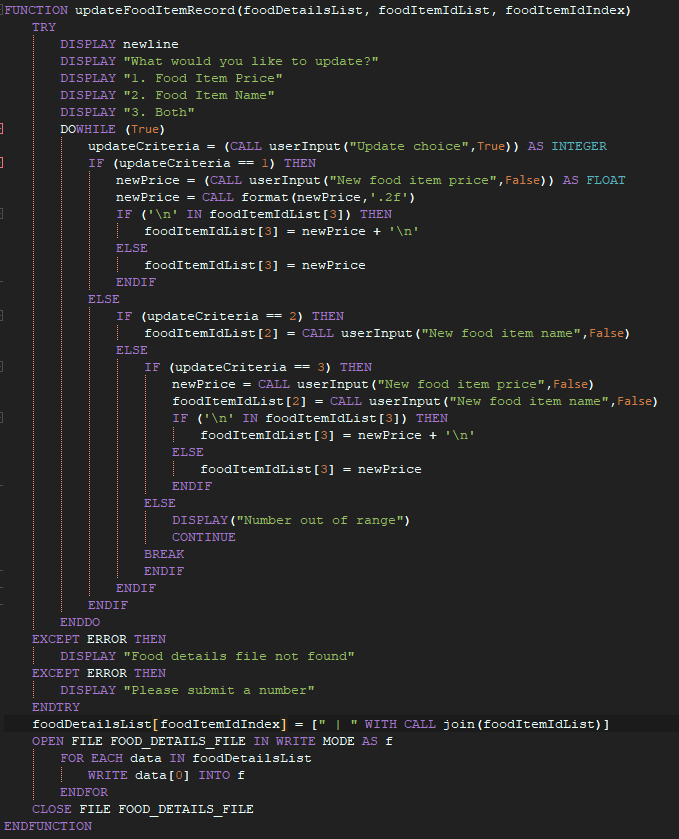 FUNCTION updateFoodItemRecord(foodDetailsList, foodItemIdList, foodItemIdIndex)
TRY
DISPLAY newline
DISPLAY "What would you like to update?"
DISPLAY "1. Food Item Price"
DISPLAY "2. Food Item Name"
DISPLAY "3. Both"
DOWHILE (True)
updateCriteria = (CALL userInput("Update choice",True)) AS INTEGER
IF (updateCriteria == 1) THEN
newPrice = (CALL userInput("New food item price",False)) AS FLOAT
newPrice = CALL format(newPrice,'.2f')
IF ('\n' IN foodItemIdList[3]) THEN
foodItemIdList[3] = newPrice + '\n'
ELSE
foodItemIdList[3] = newPrice
ENDIF
ELSE
IF (updateCriteria == 2) THEN
foodItemIdList[2] = CALL userInput("New food item name",False)
ELSE
IF (updateCriteria == 3) THEN
newPrice = CALL userInput("New food item price",False)
foodItemIdList[2] = CALL userInput("New food item name",False)
IF ('\n' IN foodItemIdList[3]) THEN
foodItemIdList[3] = newPrice + '\n'
ELSE
foodItemIdList[3] = newPrice
ENDIF
ELSE
DISPLAY("Number out of range")
CONTINUE
BREAK
ENDIF
ENDIF
ENDIF
ENDDO
EXCEPT ERROR THEN
DISPLAY "Food details file not found"
EXCEPT ERROR THEN
DISPLAY "Please submit a number"
ENDTRY
foodDetailsList[foodItemIdIndex] = [" | " WITH CALL join(foodItemIdList)]
OPEN FILE FOOD_DETAILS_FILE IN WRITE MODE AS f
FOR EACH data IN foodDetailsList
WRITE data[0] INTO f
ENDFOR
CLOSE FILE FOOD_DETAILS_FILE
ENDFUNCTION